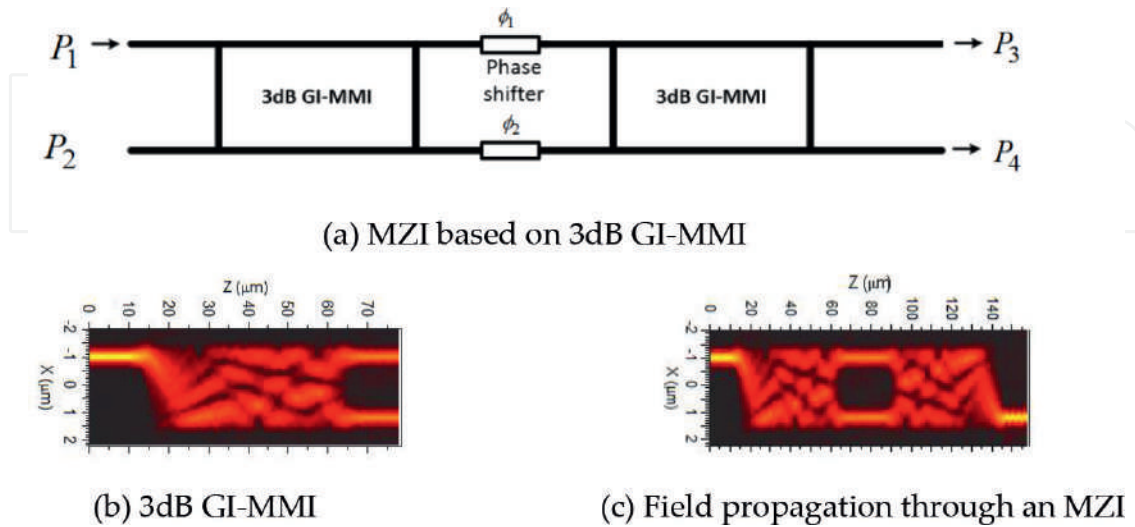 ϕ₁
P₁ → → P₃
3dB GI-MMI Phase shifter 3dB GI-MMI
ϕ₂
P₂ → P₄
(a) MZI based on 3dB GI-MMI
Z (μm) Z (μm)
0 10 20 30 40 50 60 70 0 20 40 60 80 100 120 140
X (μm) -2 -1 0 1 2 X (μm) -2 -1 0 1 2
(b) 3dB GI-MMI (c) Field propagation through an MZI